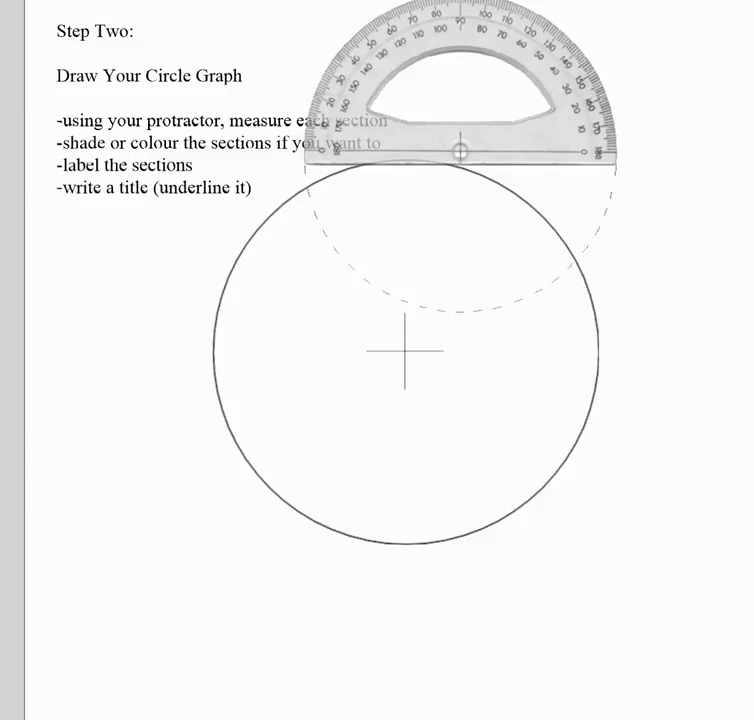 Step Two:
Draw Your Circle Graph
-using your protractor, measure each section
-shade or colour the sections if you want to
-label the sections
-write a title (underline it)